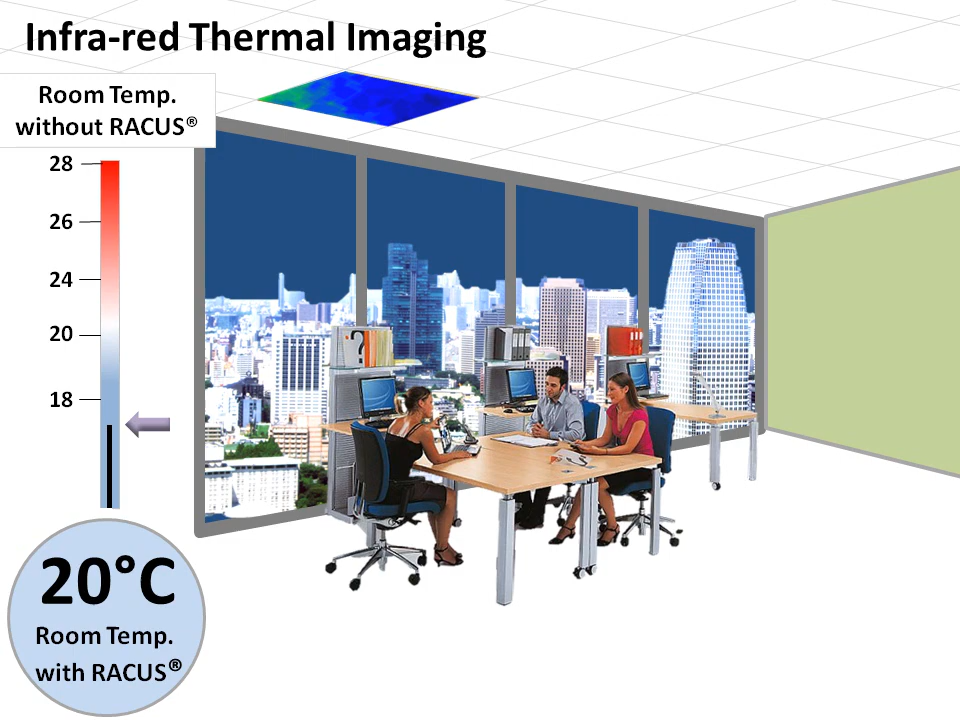 Infra-red Thermal Imaging
Room Temp.
without RACUS®
28
26
24
20
18
20°C
Room Temp.
with RACUS®
?